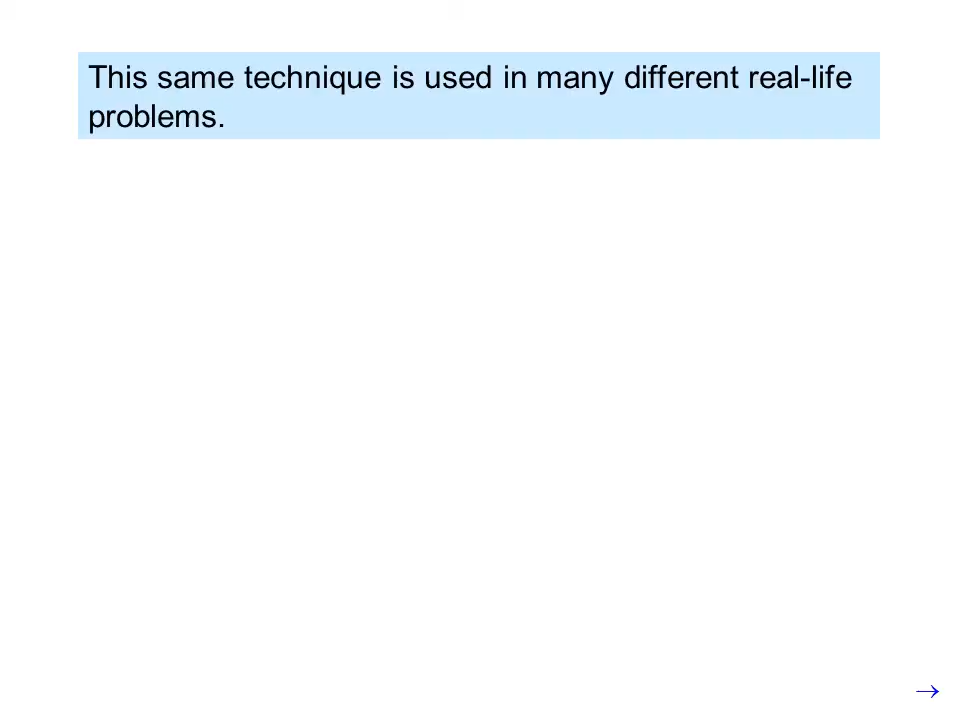 This same technique is used in many different real-life
problems.
→